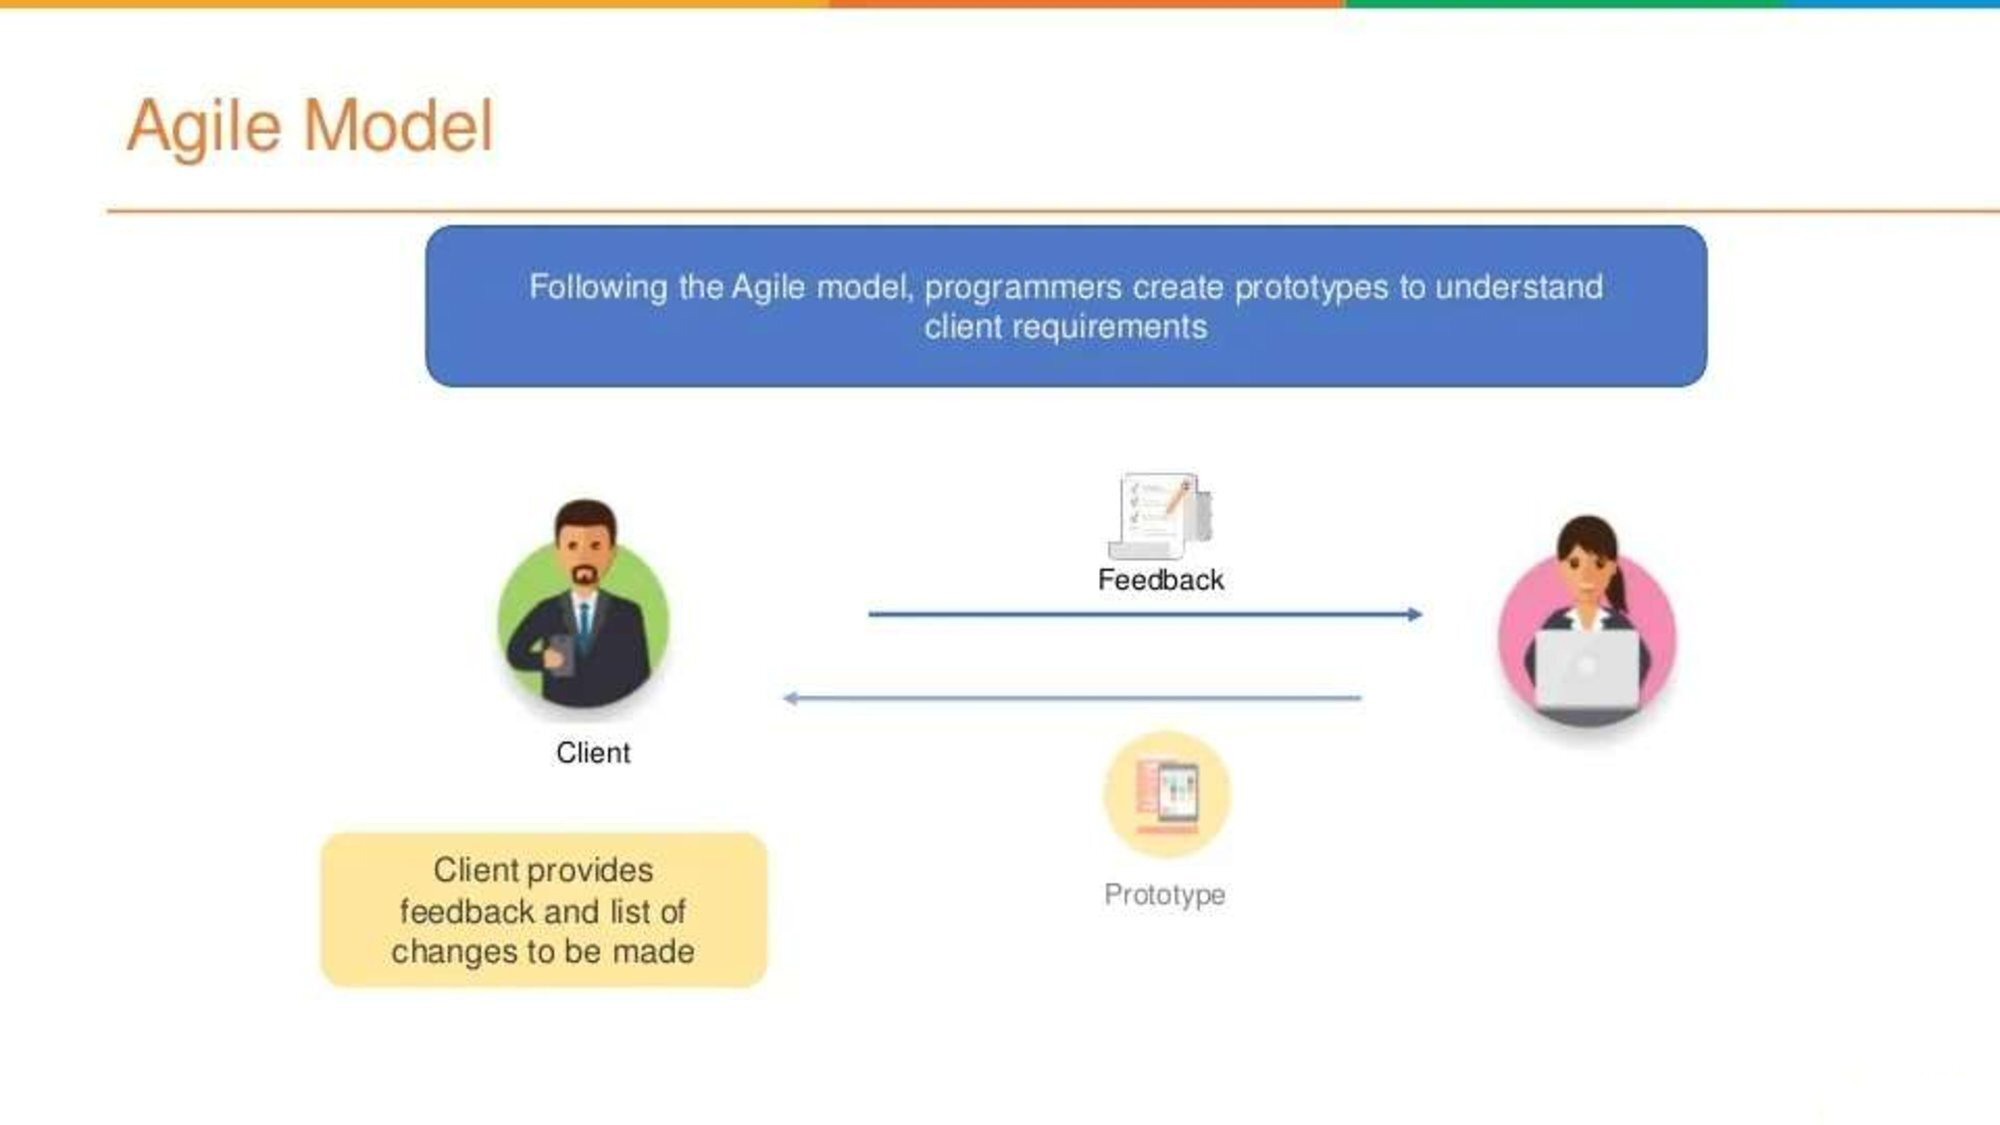 Agile Model
Following the Agile model, programmers create prototypes to understand
client requirements
Feedback
Client
Prototype
Client provides
feedback and list of
changes to be made